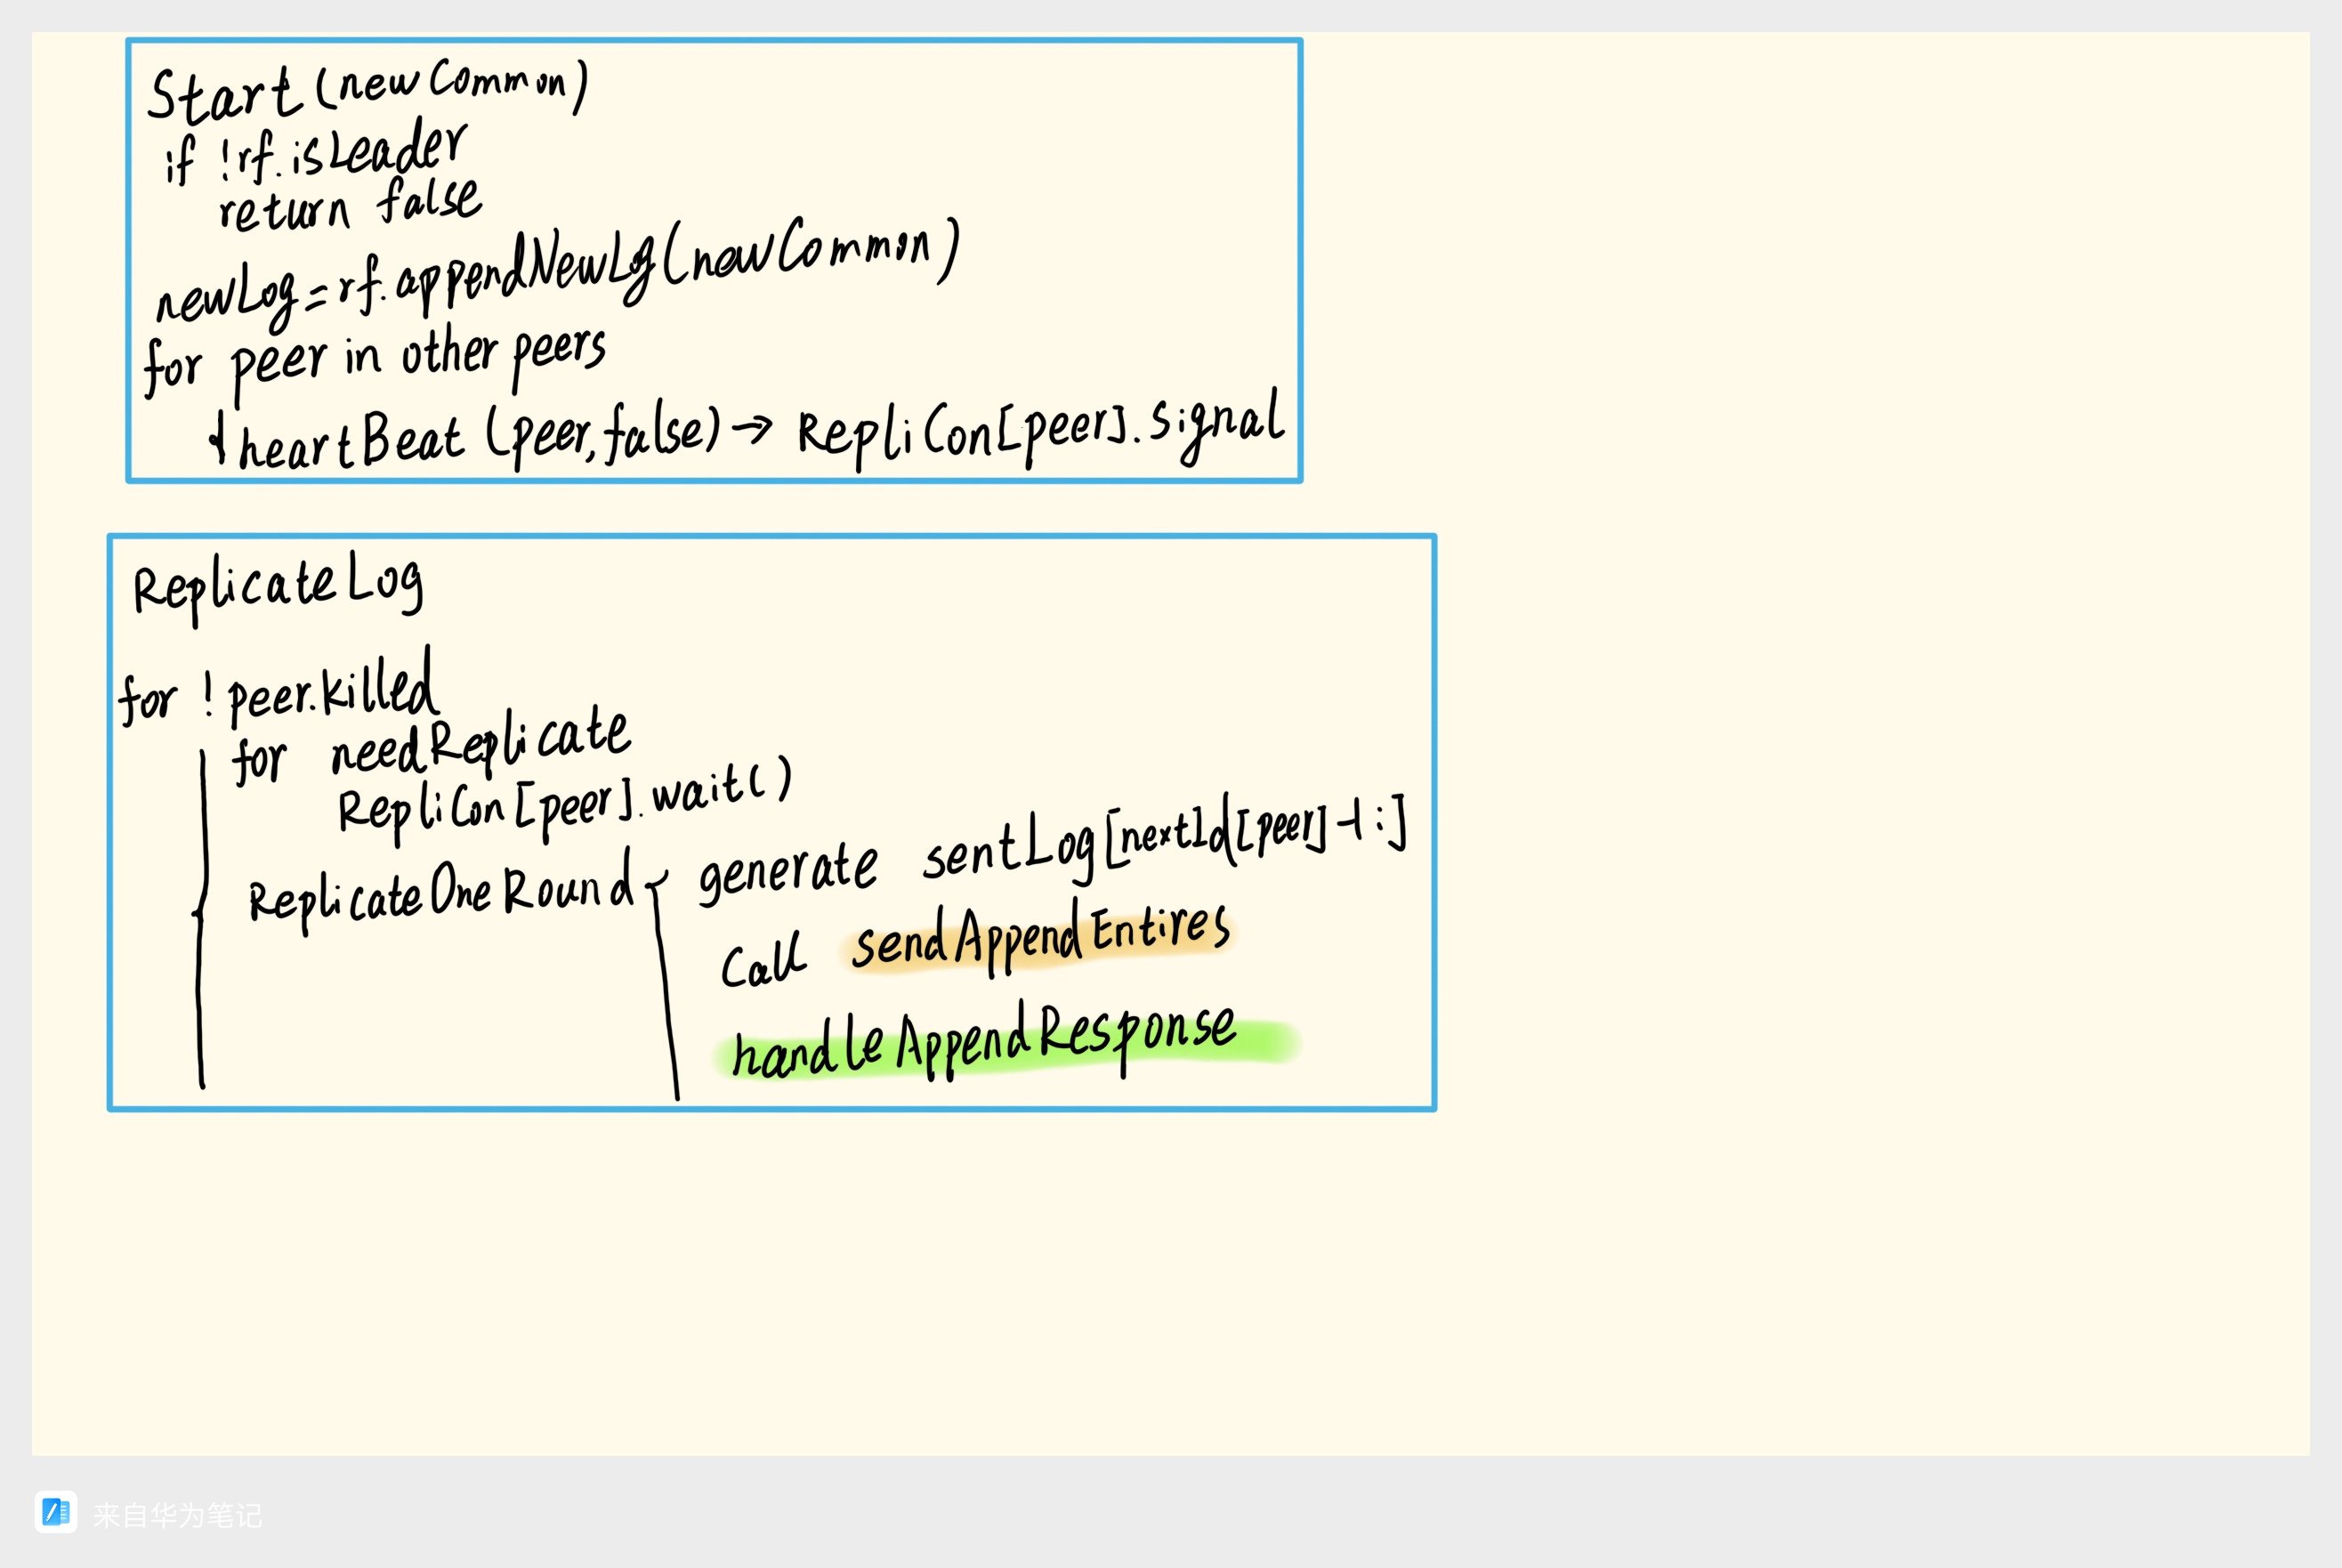 Start (newCommon)
if !rf.isLeader
return false
newLog=rf.appendNewLog(newCommon)
for peer in other peers
{heartBeat (peer,false) → RepliCon[peer].signal
ReplicateLog
for !peer.killed
for needReplicate
RepliCon[peer].wait()
ReplicateOneRound
generate sentLog[nextId[peer]-1:]
Call sendAppendEntires
handleAppendResponse
来自华为笔记